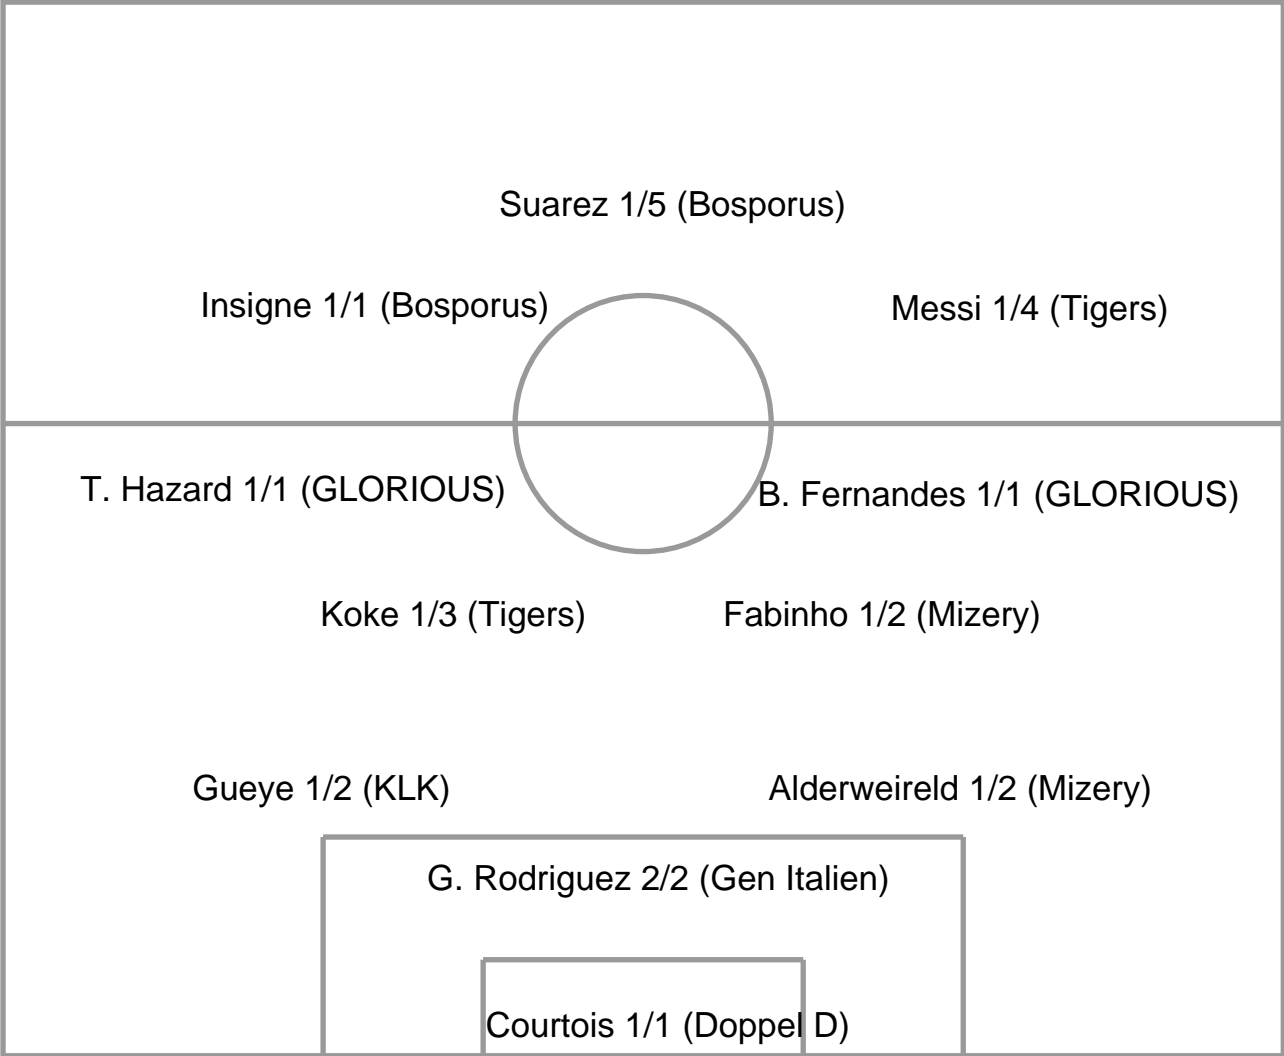 Suarez 1/5 (Bosporus)
Insigne 1/1 (Bosporus)
Messi 1/4 (Tigers)
T. Hazard 1/1 (GLORIOUS)
B. Fernandes 1/1 (GLORIOUS)
Koke 1/3 (Tigers)
Fabinho 1/2 (Mizery)
Gueye 1/2 (KLK)
Alderweireld 1/2 (Mizery)
G. Rodriguez 2/2 (Gen Italien)
Courtois 1/1 (Doppel D)